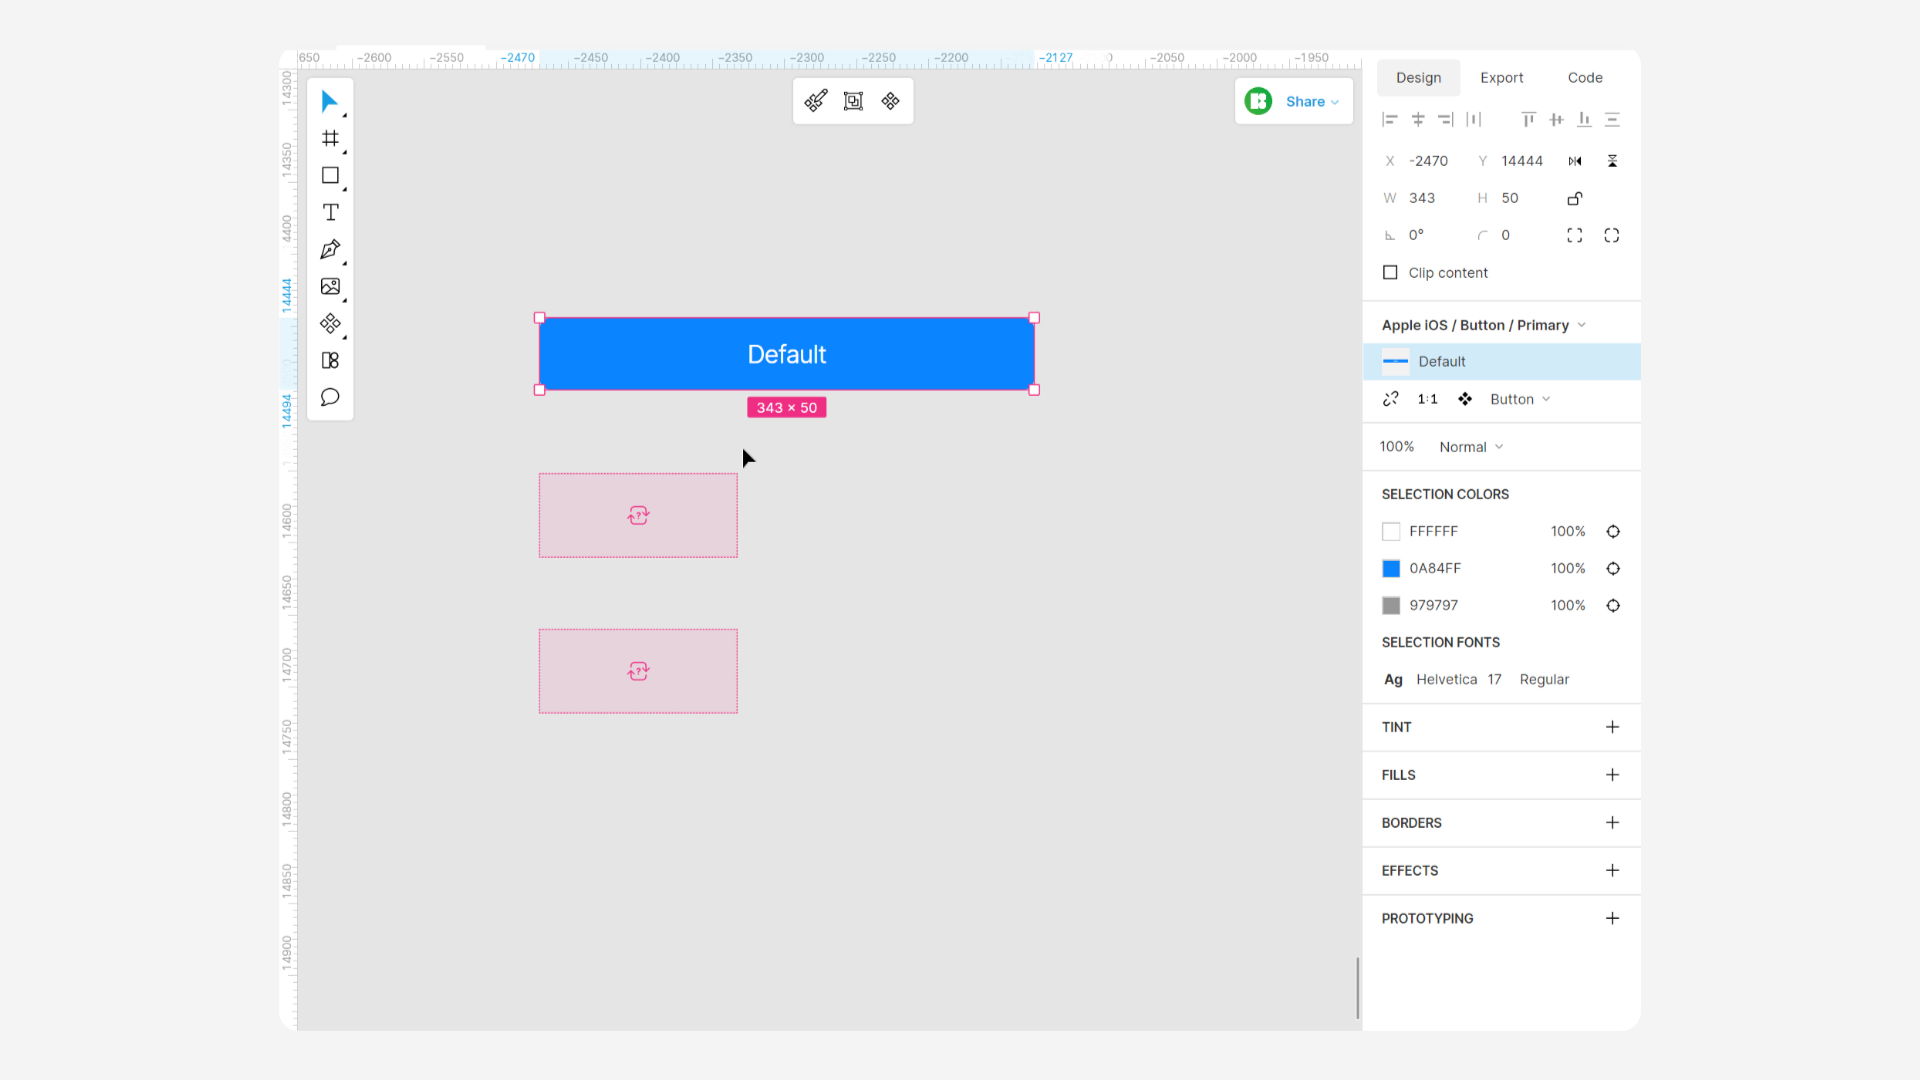 650 -2600 -2550 -2470 -2450 -2400 -2350 -2300 -2250 -2200 -2127 0 -2050 -2000 -1950
14300
14350
4400
14444
14494
14600
14650
14700
14750
14800
14850
14900
Share
Default
343 × 50
?
?
Design Export Code
X -2470 Y 14444
W 343 H 50
0° 0
Clip content
Apple iOS / Button / Primary
Default
1:1 Button
100% Normal
SELECTION COLORS
FFFFFF 100%
0A84FF 100%
979797 100%
SELECTION FONTS
Ag Helvetica 17 Regular
TINT
FILLS
BORDERS
EFFECTS
PROTOTYPING